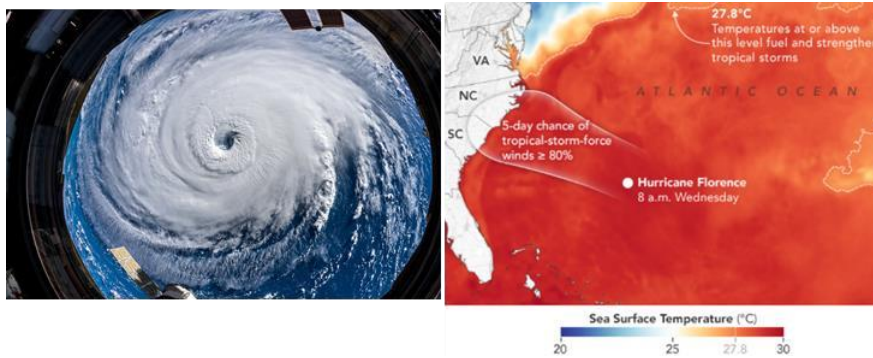 27.8°C
Temperatures at or above
this level fuel and strengthen
tropical storms
VA
ATLANTIC OCEAN
NC
SC
5-day chance of
tropical-storm-force
winds ≥ 80%
Hurricane Florence
8 a.m. Wednesday
Sea Surface Temperature (°C)
20 25 27.8 30